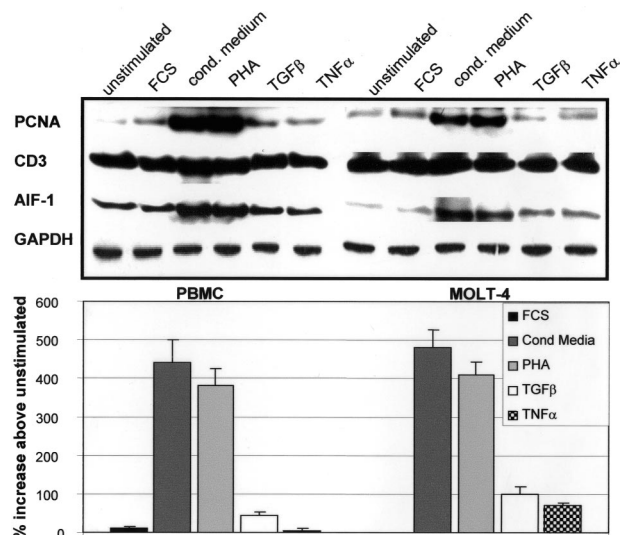 unstimulated FCS cond. medium PHA TGFβ TNFα unstimulated FCS cond. medium PHA TGFβ TNFα
PCNA
CD3
AIF-1
GAPDH
PBMC MOLT-4
% increase above unstimulated
600
500
400
300
200
100
0
FCS
Cond Media
PHA
TGFβ
TNFα